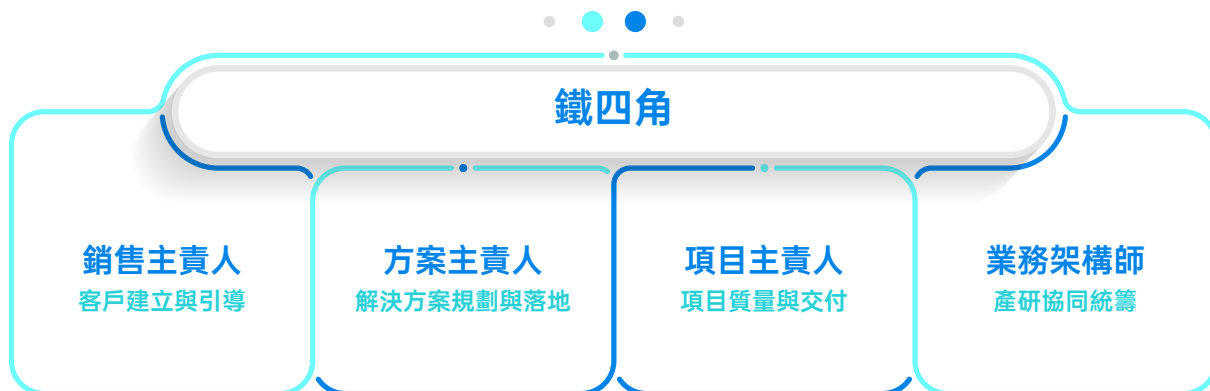 鐵四角
銷售主責人
客戶建立與引導
方案主責人
解決方案規劃與落地
項目主責人
項目質量與交付
業務架構師
產研協同統籌